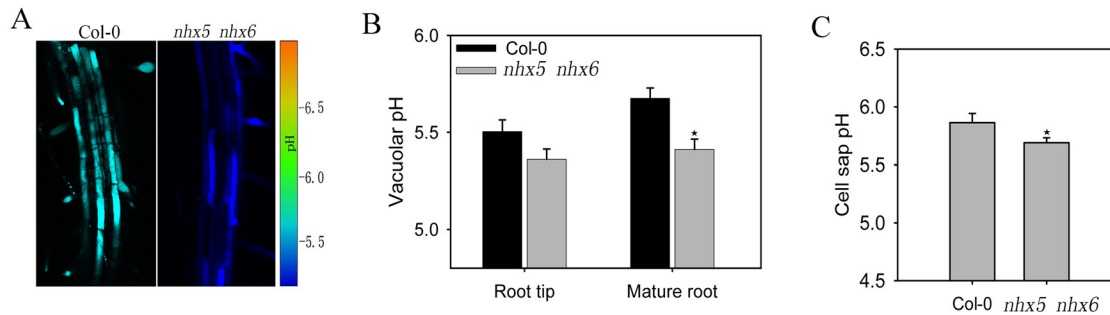 A
Col-0
nhx5 nhx6
6.5
pH
6.0
5.5
B
6.0
Col-0
nhx5 nhx6
Vacuolar pH
5.5
★
5.0
Root tip
Mature root
C
6.5
6.0
★
Cell sap pH
5.5
5.0
4.5
Col-0
nhx5 nhx6